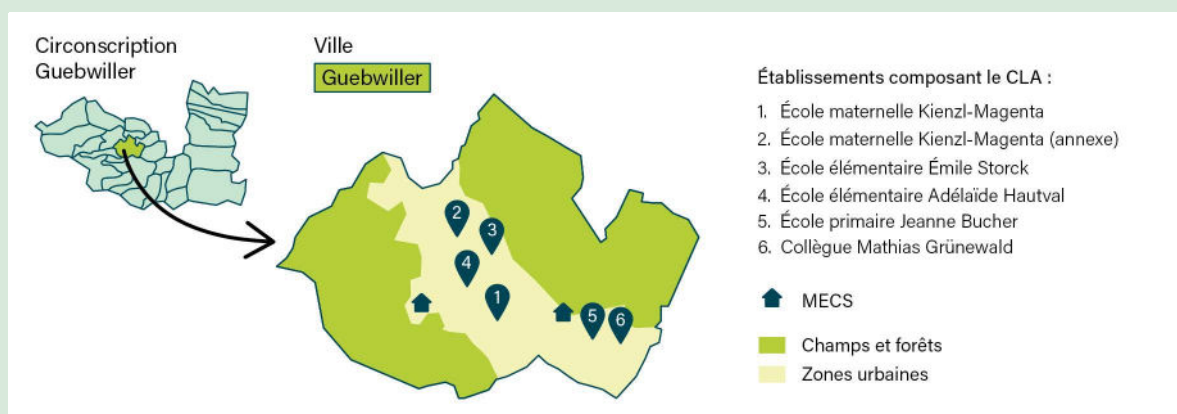 Circonscription
Guebwiller
Ville
Guebwiller
2
3
4
1
5
6
Établissements composant le CLA :
1. École maternelle Kienzl-Magenta
2. École maternelle Kienzl-Magenta (annexe)
3. École élémentaire Émile Storck
4. École élémentaire Adélaïde Hautval
5. École primaire Jeanne Bucher
6. Collègue Mathias Grünewald
MECS
Champs et forêts
Zones urbaines